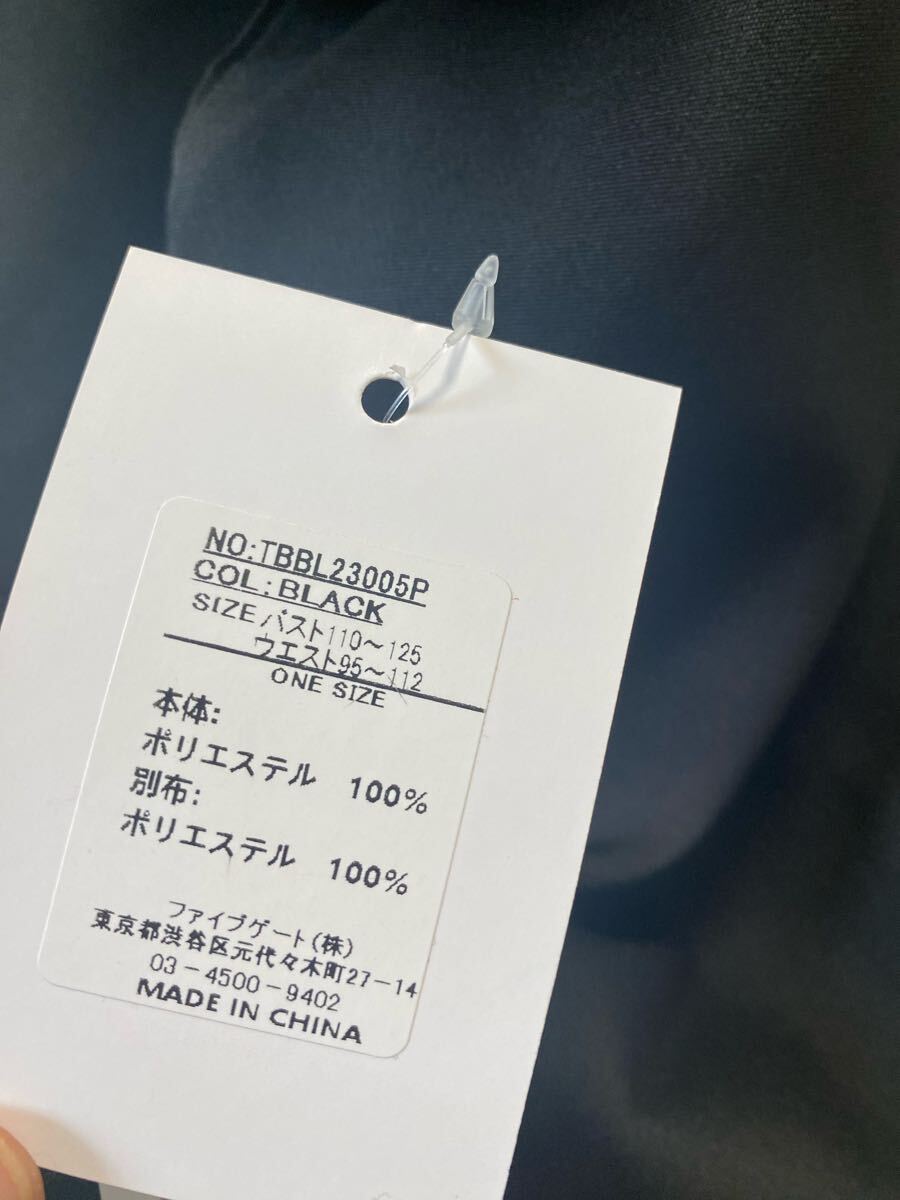 NO:TBBL23005P
COL:BLACK
SIZE バスト110～125
ウエスト95～112
ONE SIZE
本体:
ポリエステル 100%
別布:
ポリエステル 100%
ファイブゲート(株)
東京都渋谷区元代々木町27-14
03-4500-9402
MADE IN CHINA